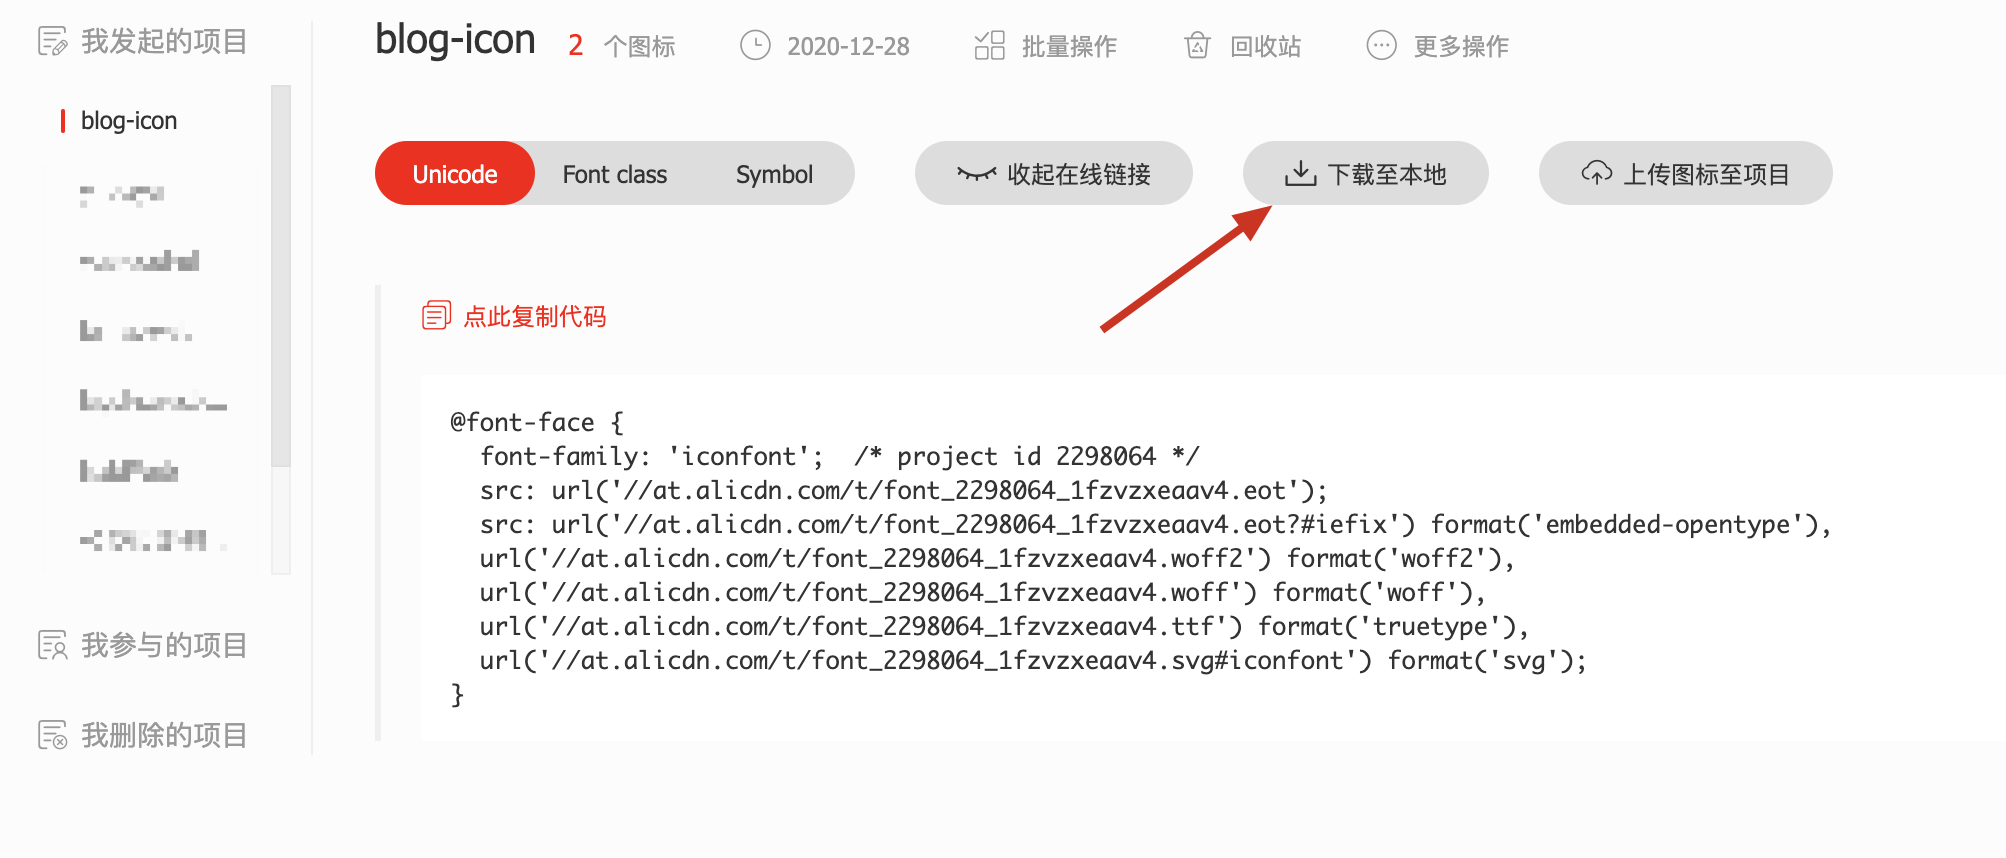 我发起的项目
blog-icon
我参与的项目
我删除的项目
blog-icon 2 个图标 2020-12-28 批量操作 回收站 更多操作
Unicode Font class Symbol 收起在线链接 下载至本地 上传图标至项目
点此复制代码
@font-face {
  font-family: 'iconfont';  /* project id 2298064 */
  src: url('//at.alicdn.com/t/font_2298064_1fzvzxeaav4.eot');
  src: url('//at.alicdn.com/t/font_2298064_1fzvzxeaav4.eot?#iefix') format('embedded-opentype'),
  url('//at.alicdn.com/t/font_2298064_1fzvzxeaav4.woff2') format('woff2'),
  url('//at.alicdn.com/t/font_2298064_1fzvzxeaav4.woff') format('woff'),
  url('//at.alicdn.com/t/font_2298064_1fzvzxeaav4.ttf') format('truetype'),
  url('//at.alicdn.com/t/font_2298064_1fzvzxeaav4.svg#iconfont') format('svg');
}